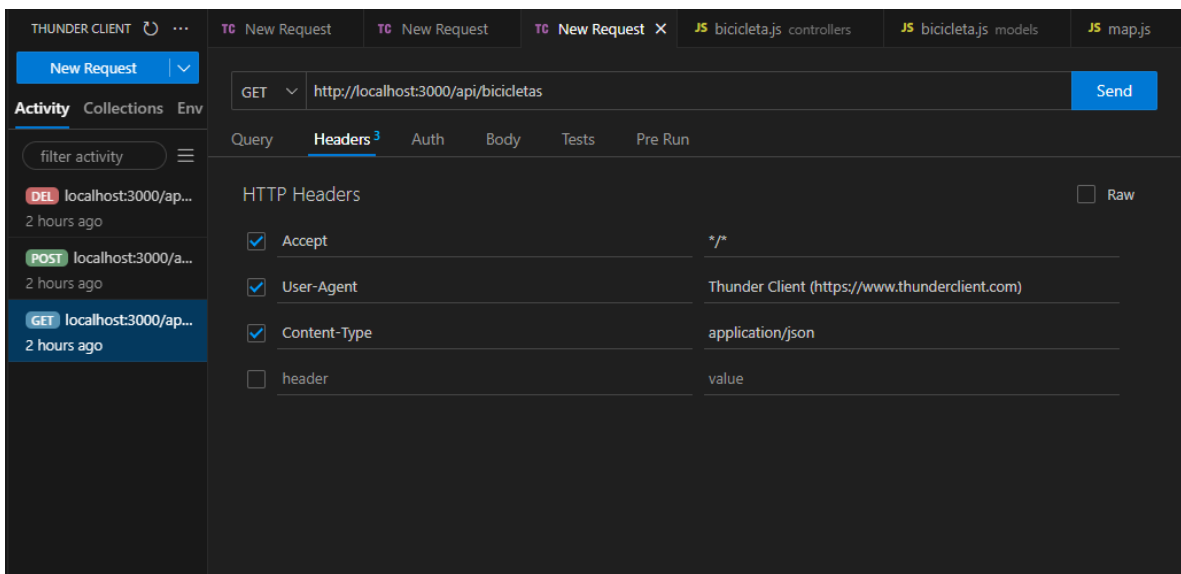 THUNDER CLIENT ···
TC New Request TC New Request TC New Request × JS bicicleta.js controllers JS bicicleta.js models JS map.js
New Request
GET http://localhost:3000/api/bicicletas Send
Activity Collections Env
Query Headers 3 Auth Body Tests Pre Run
filter activity
HTTP Headers Raw
DEL localhost:3000/ap...
2 hours ago
POST localhost:3000/a...
2 hours ago
GET localhost:3000/ap...
2 hours ago
Accept */*
User-Agent Thunder Client (https://www.thunderclient.com)
Content-Type application/json
header value